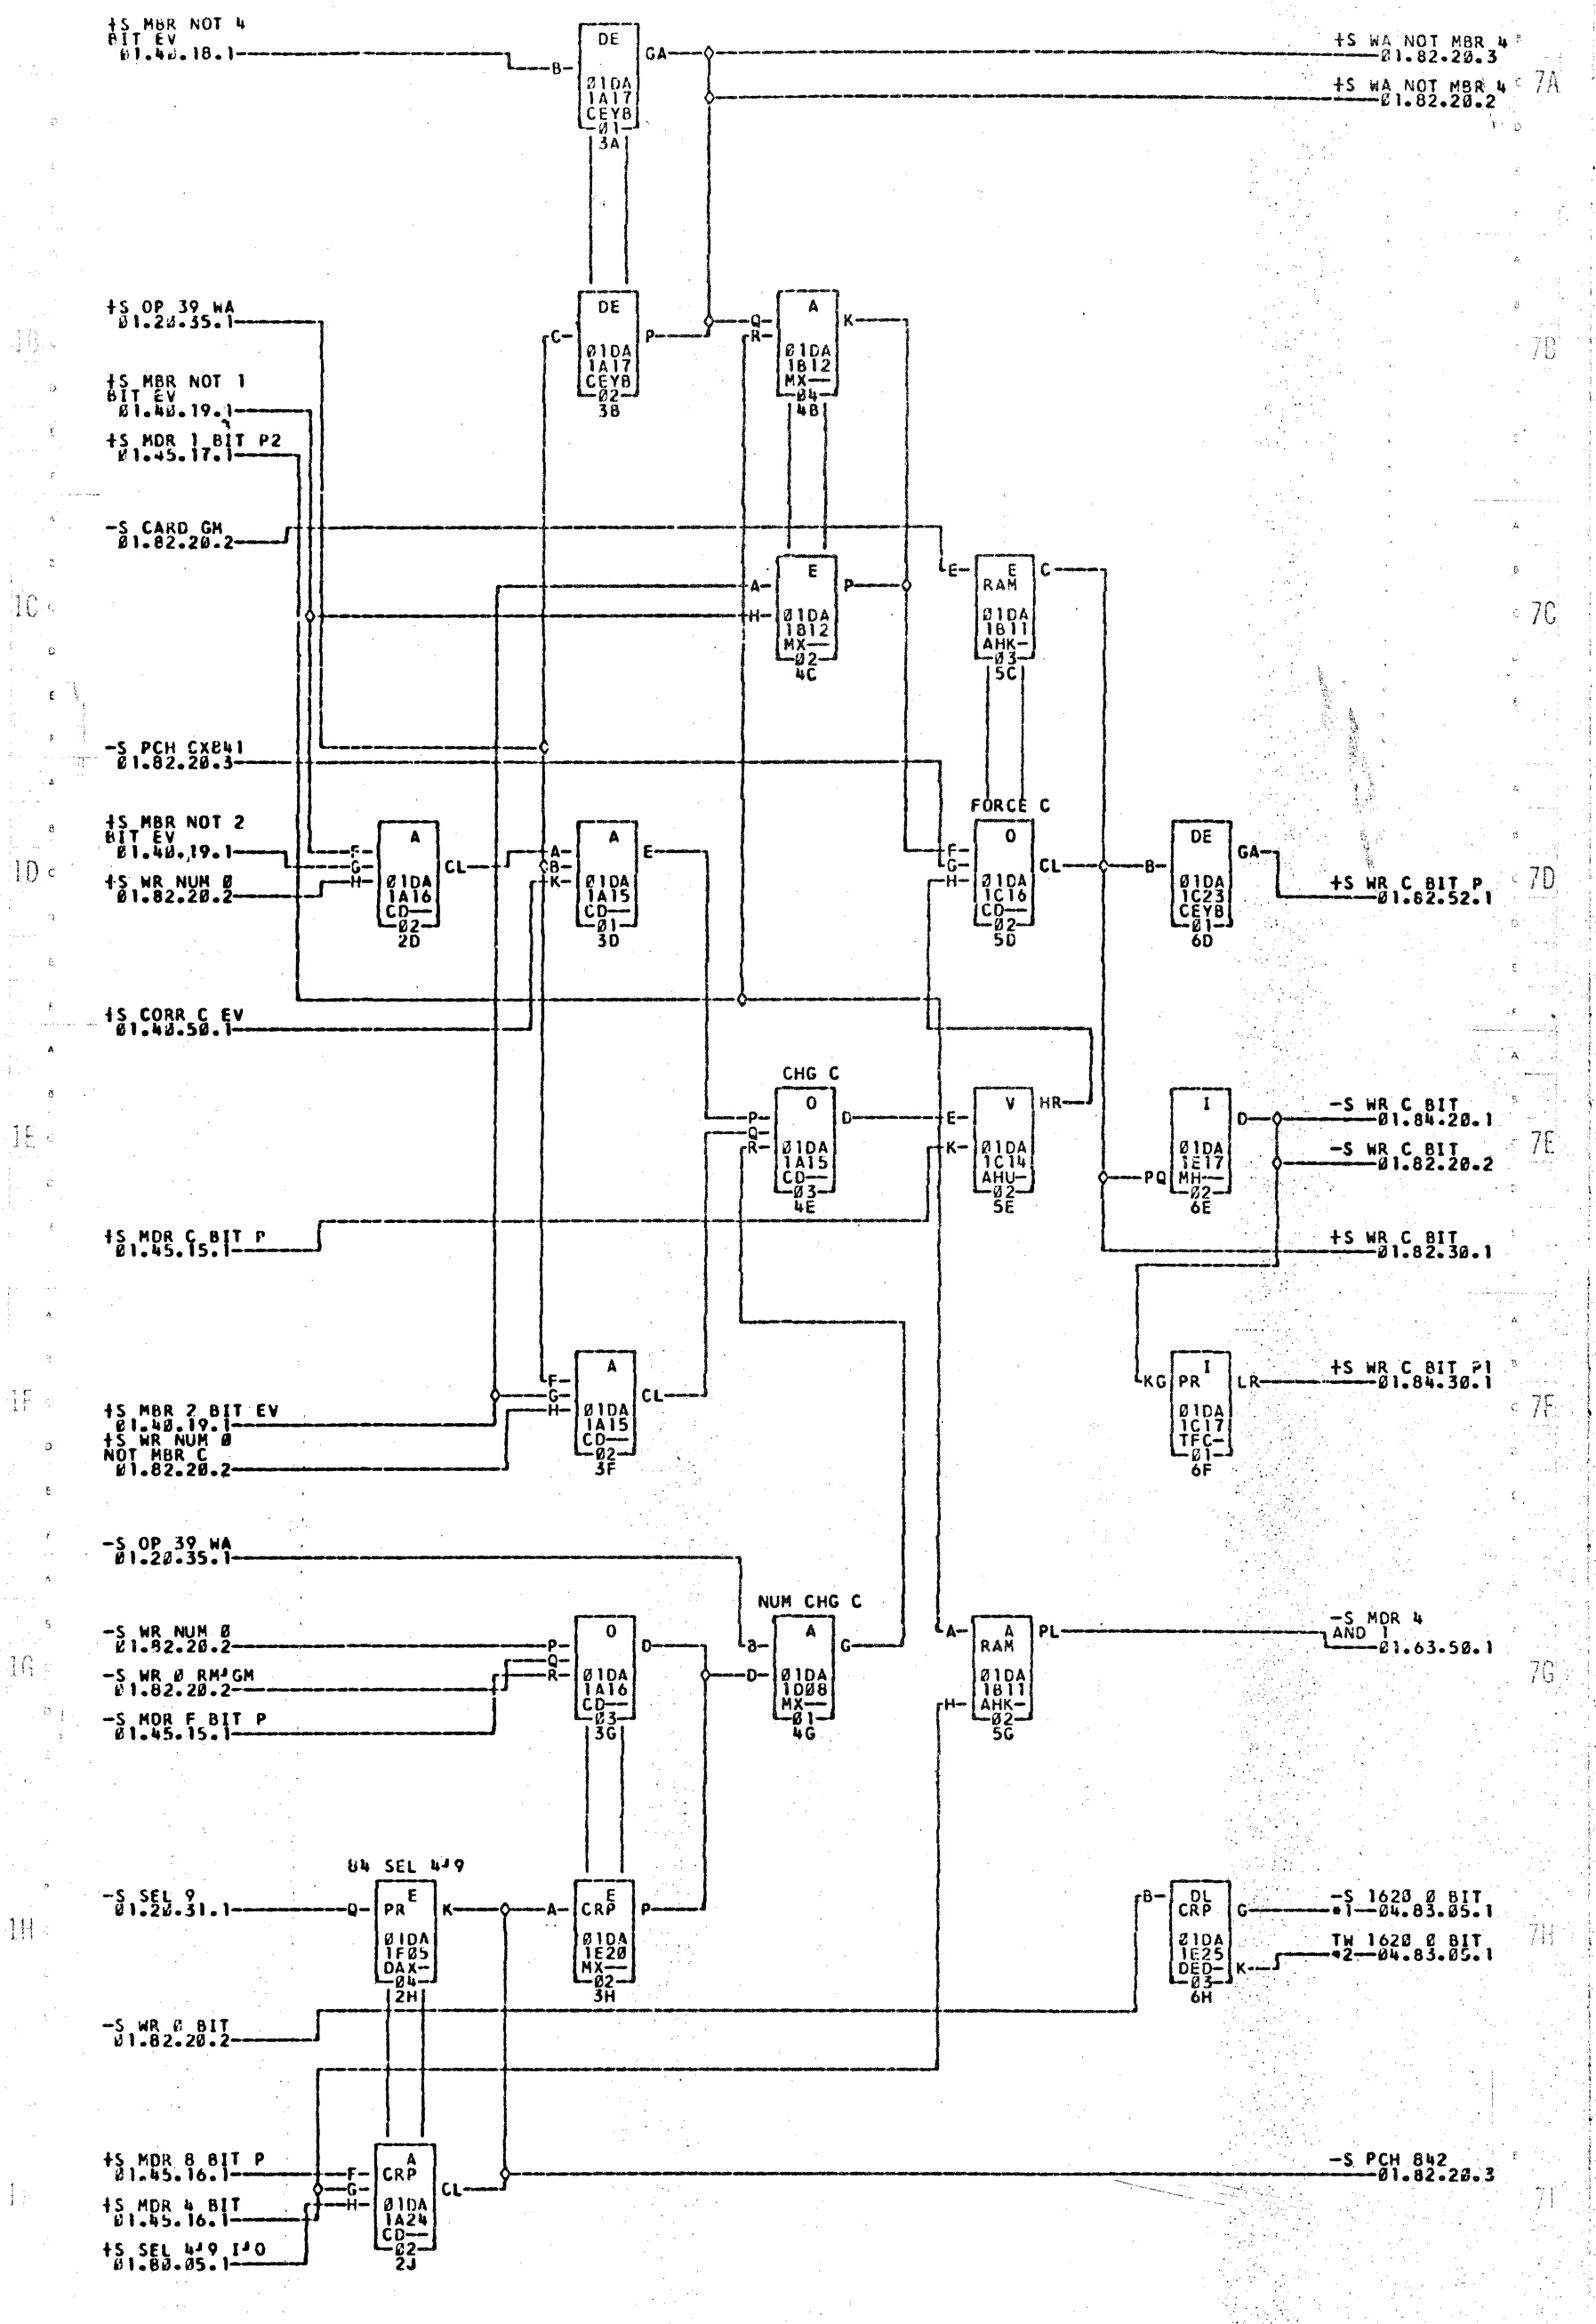 +S MBR NOT 4
BIT EV
01.40.18.1
B
DE
GA
01DA
1A17
CEYB
01
3A
+S WA NOT MBR 4
01.82.20.3
+S WA NOT MBR 4
01.82.20.2
7A
+S OP 39 WA
01.20.35.1
C
DE
P
01DA
1A17
CEYB
02
3B
Q
R
A
K
01DA
1B12
MX
04
4B
1B
7B
+S MBR NOT 1
BIT EV
01.40.19.1
+S MDR 1 BIT P2
01.45.17.1
-S CARD GM
01.82.20.2
A
H
E
P
01DA
1B12
MX
02
4C
E
E
C
RAM
01DA
1B11
AHK
03
5C
1C
7C
-S PCH CX841
01.82.20.3
+S MBR NOT 2
BIT EV
01.40.19.1
+S WR NUM 0
01.82.20.2
F
G
H
A
CL
01DA
1A16
CD
02
2D
A
B
K
A
E
01DA
1A15
CD
01
3D
FORCE C
F
G
H
O
CL
01DA
1C16
CD
02
5D
B
DE
GA
01DA
1C23
CEYB
01
6D
+S WR C BIT P
01.82.52.1
1D
7D
+S CORR C EV
01.40.50.1
CHG C
P
Q
R
O
D
01DA
1A15
CD
03
4E
E
K
V
HR
01DA
1C14
AHU
02
5E
PQ
I
D
01DA
1E17
MH
02
6E
-S WR C BIT
01.84.20.1
-S WR C BIT
01.82.20.2
1E
7E
+S MDR C BIT P
01.45.15.1
+S WR C BIT
01.82.30.1
F
G
H
A
CL
01DA
1A15
CD
02
3F
KG
I
PR
LR
01DA
1C17
TFC
01
6F
+S WR C BIT P1
01.84.30.1
1F
7F
+S MBR 2 BIT EV
01.40.19.1
+S WR NUM 0
NOT MBR C
01.82.20.2
-S OP 39 WA
01.20.35.1
-S WR NUM 0
01.82.20.2
-S WR 0 RM GM
01.82.20.2
-S MDR F BIT P
01.45.15.1
P
Q
R
O
D
01DA
1A16
CD
03
3G
NUM CHG C
B
D
A
G
01DA
1D08
MX
01
4G
A
H
A
RAM
PL
01DA
1B11
AHK
02
5G
-S MDR 4
AND 1
01.63.50.1
1G
7G
84 SEL 4 9
-S SEL 9
01.20.31.1
Q
E
PR
K
01DA
1F05
DAX
04
2H
A
E
CRP
P
01DA
1E20
MX
02
3H
B
DL
CRP
G
K
01DA
1E25
DED
03
6H
-S 1620 0 BIT
*1 04.83.05.1
TW 1620 0 BIT
*2 04.83.05.1
1H
7H
-S WR 0 BIT
01.82.20.2
+S MDR 8 BIT P
01.45.16.1
+S MDR 4 BIT
01.45.16.1
+S SEL 4 9 I O
01.80.05.1
F
G
H
A
CRP
CL
01DA
1A24
CD
02
2J
-S PCH 842
01.82.20.3